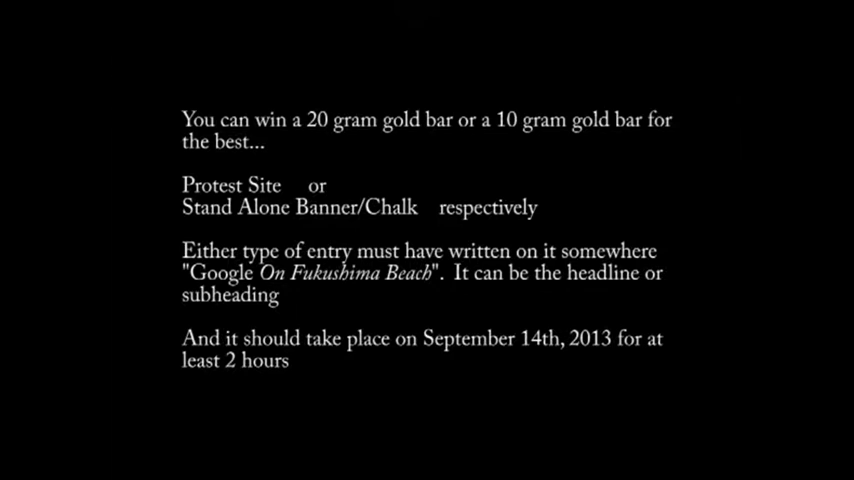 You can win a 20 gram gold bar or a 10 gram gold bar for
the best...
Protest Site or
Stand Alone Banner/Chalk respectively
Either type of entry must have written on it somewhere
"Google On Fukushima Beach". It can be the headline or
subheading
And it should take place on September 14th, 2013 for at
least 2 hours